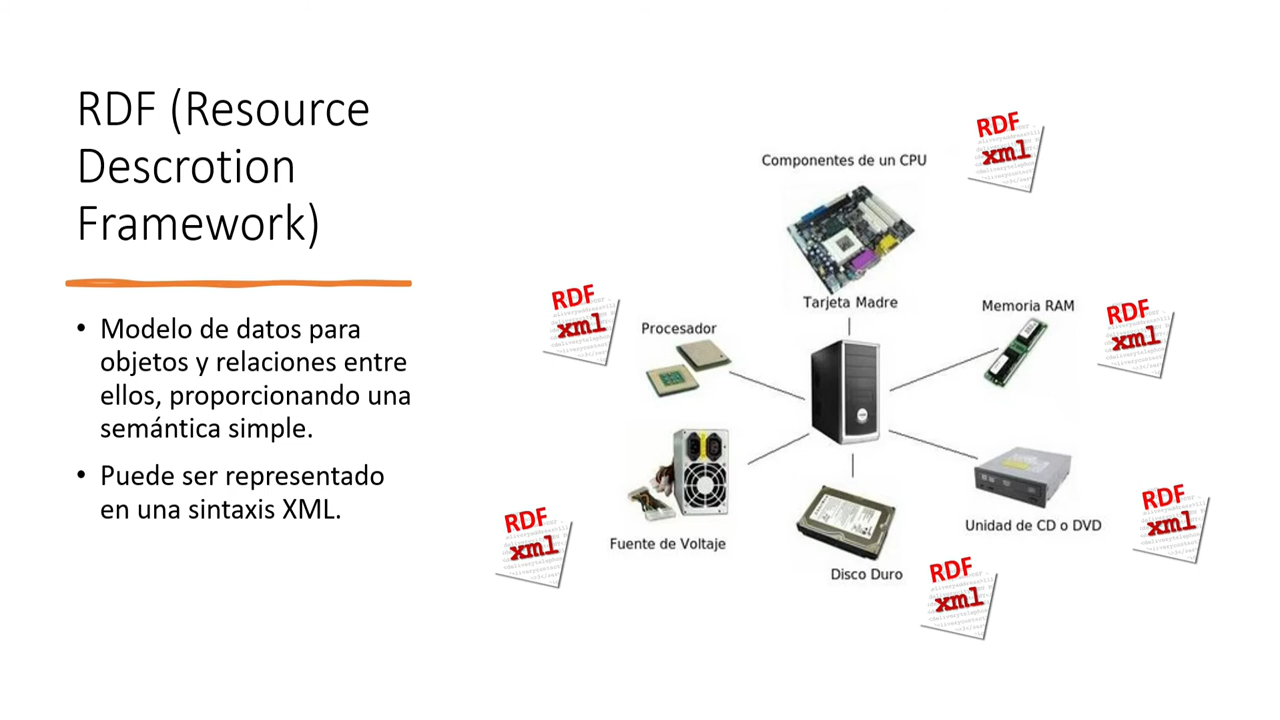 RDF (Resource
Descrotion
Framework)
• Modelo de datos para
objetos y relaciones entre
ellos, proporcionando una
semántica simple.
• Puede ser representado
en una sintaxis XML.
Componentes de un CPU
RDF
xml
Tarjeta Madre
RDF
xml
Procesador
Memoria RAM
RDF
xml
Fuente de Voltaje
RDF
xml
Disco Duro
RDF
xml
Unidad de CD o DVD
RDF
xml